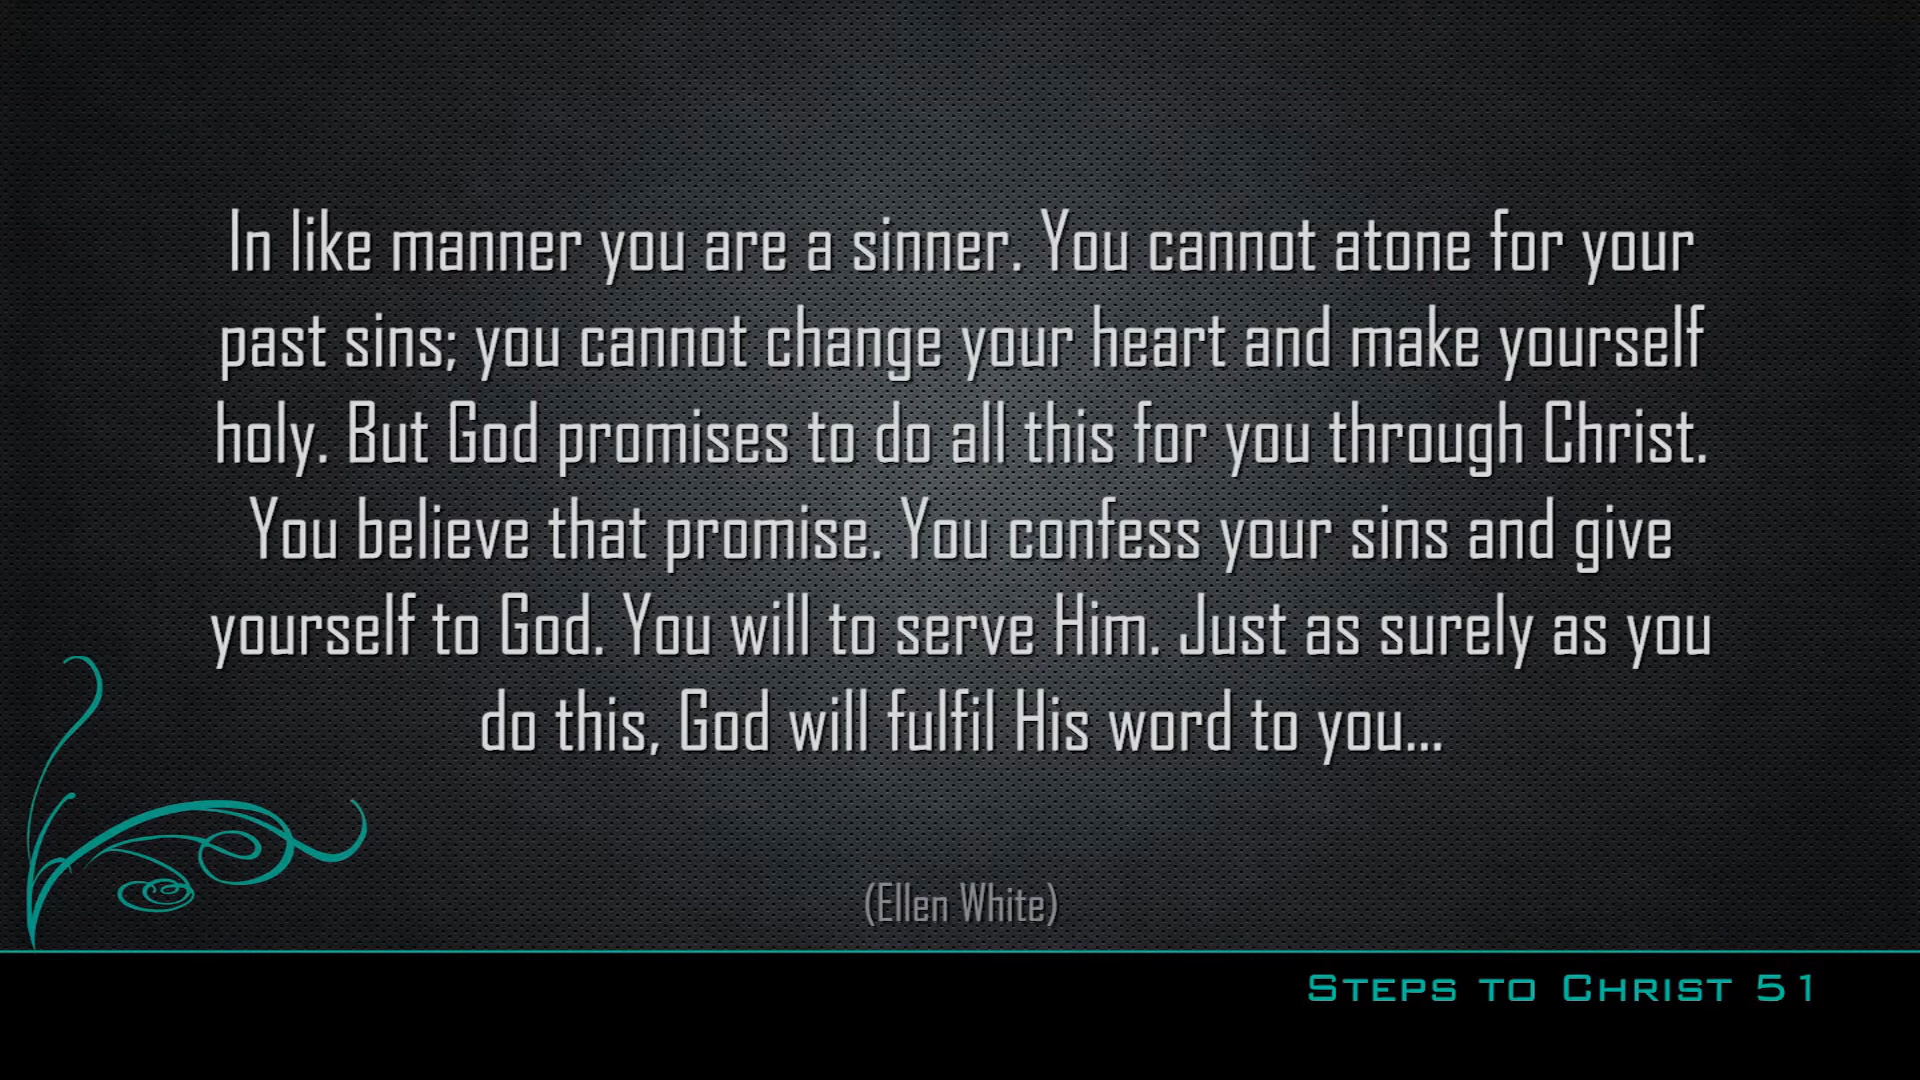 In like manner you are a sinner. You cannot atone for your
past sins; you cannot change your heart and make yourself
holy. But God promises to do all this for you through Christ.
You believe that promise. You confess your sins and give
yourself to God. You will to serve Him. Just as surely as you
do this, God will fulfil His word to you...
(Ellen White)
Steps to Christ 51